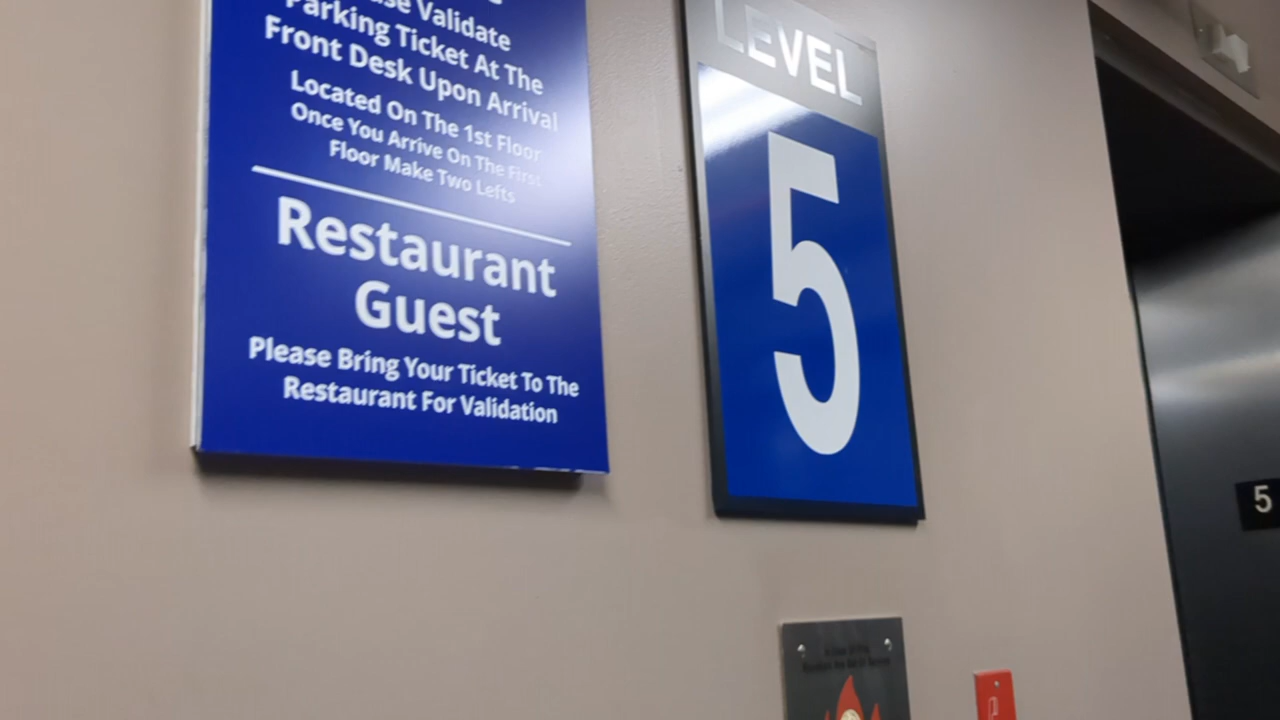 Validate
Parking Ticket At The
Front Desk Upon Arrival
Located On The 1st Floor
Once You Arrive On The First
Floor Make Two Lefts
Restaurant
Guest
Please Bring Your Ticket To The
Restaurant For Validation
LEVEL
5
5